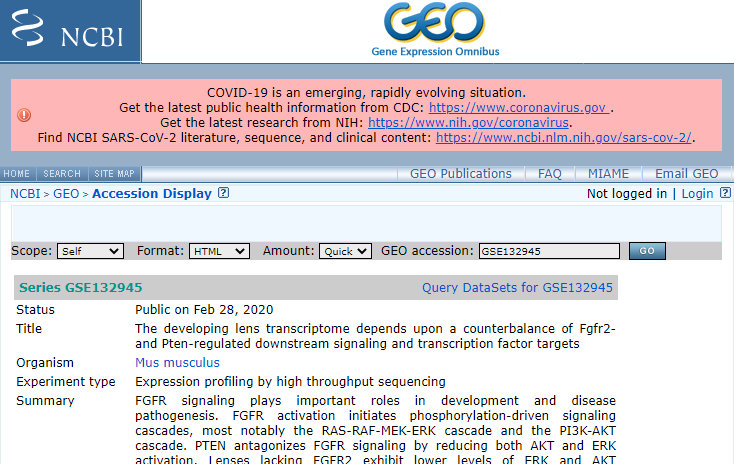 NCBI
GEO
Gene Expression Omnibus
COVID-19 is an emerging, rapidly evolving situation.
Get the latest public health information from CDC: https://www.coronavirus.gov .
Get the latest research from NIH: https://www.nih.gov/coronavirus.
Find NCBI SARS-CoV-2 literature, sequence, and clinical content: https://www.ncbi.nlm.nih.gov/sars-cov-2/.
HOME SEARCH SITE MAP GEO Publications FAQ MIAME Email GEO
NCBI > GEO > Accession Display ? Not logged in | Login ?
Scope: Self Format: HTML Amount: Quick GEO accession: GSE132945 GO
Series GSE132945 Query DataSets for GSE132945
Status Public on Feb 28, 2020
Title The developing lens transcriptome depends upon a counterbalance of Fgfr2-
and Pten-regulated downstream signaling and transcription factor targets
Organism Mus musculus
Experiment type Expression profiling by high throughput sequencing
Summary FGFR signaling plays important roles in development and disease
pathogenesis. FGFR activation initiates phosphorylation-driven signaling
cascades, most notably the RAS-RAF-MEK-ERK cascade and the PI3K-AKT
cascade. PTEN antagonizes FGFR signaling by reducing both AKT and ERK
activation. Lenses lacking FGFR2 exhibit lower levels of ERK and AKT